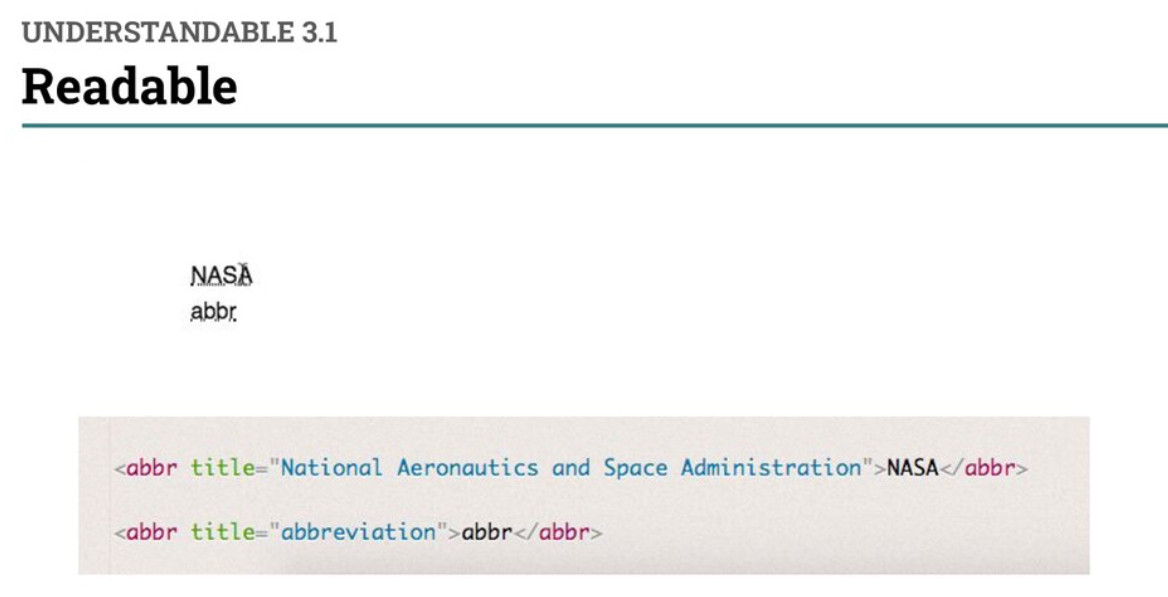 UNDERSTANDABLE 3.1
Readable
NASA
abbr
<abbr title="National Aeronautics and Space Administration">NASA</abbr>
<abbr title="abbreviation">abbr</abbr>